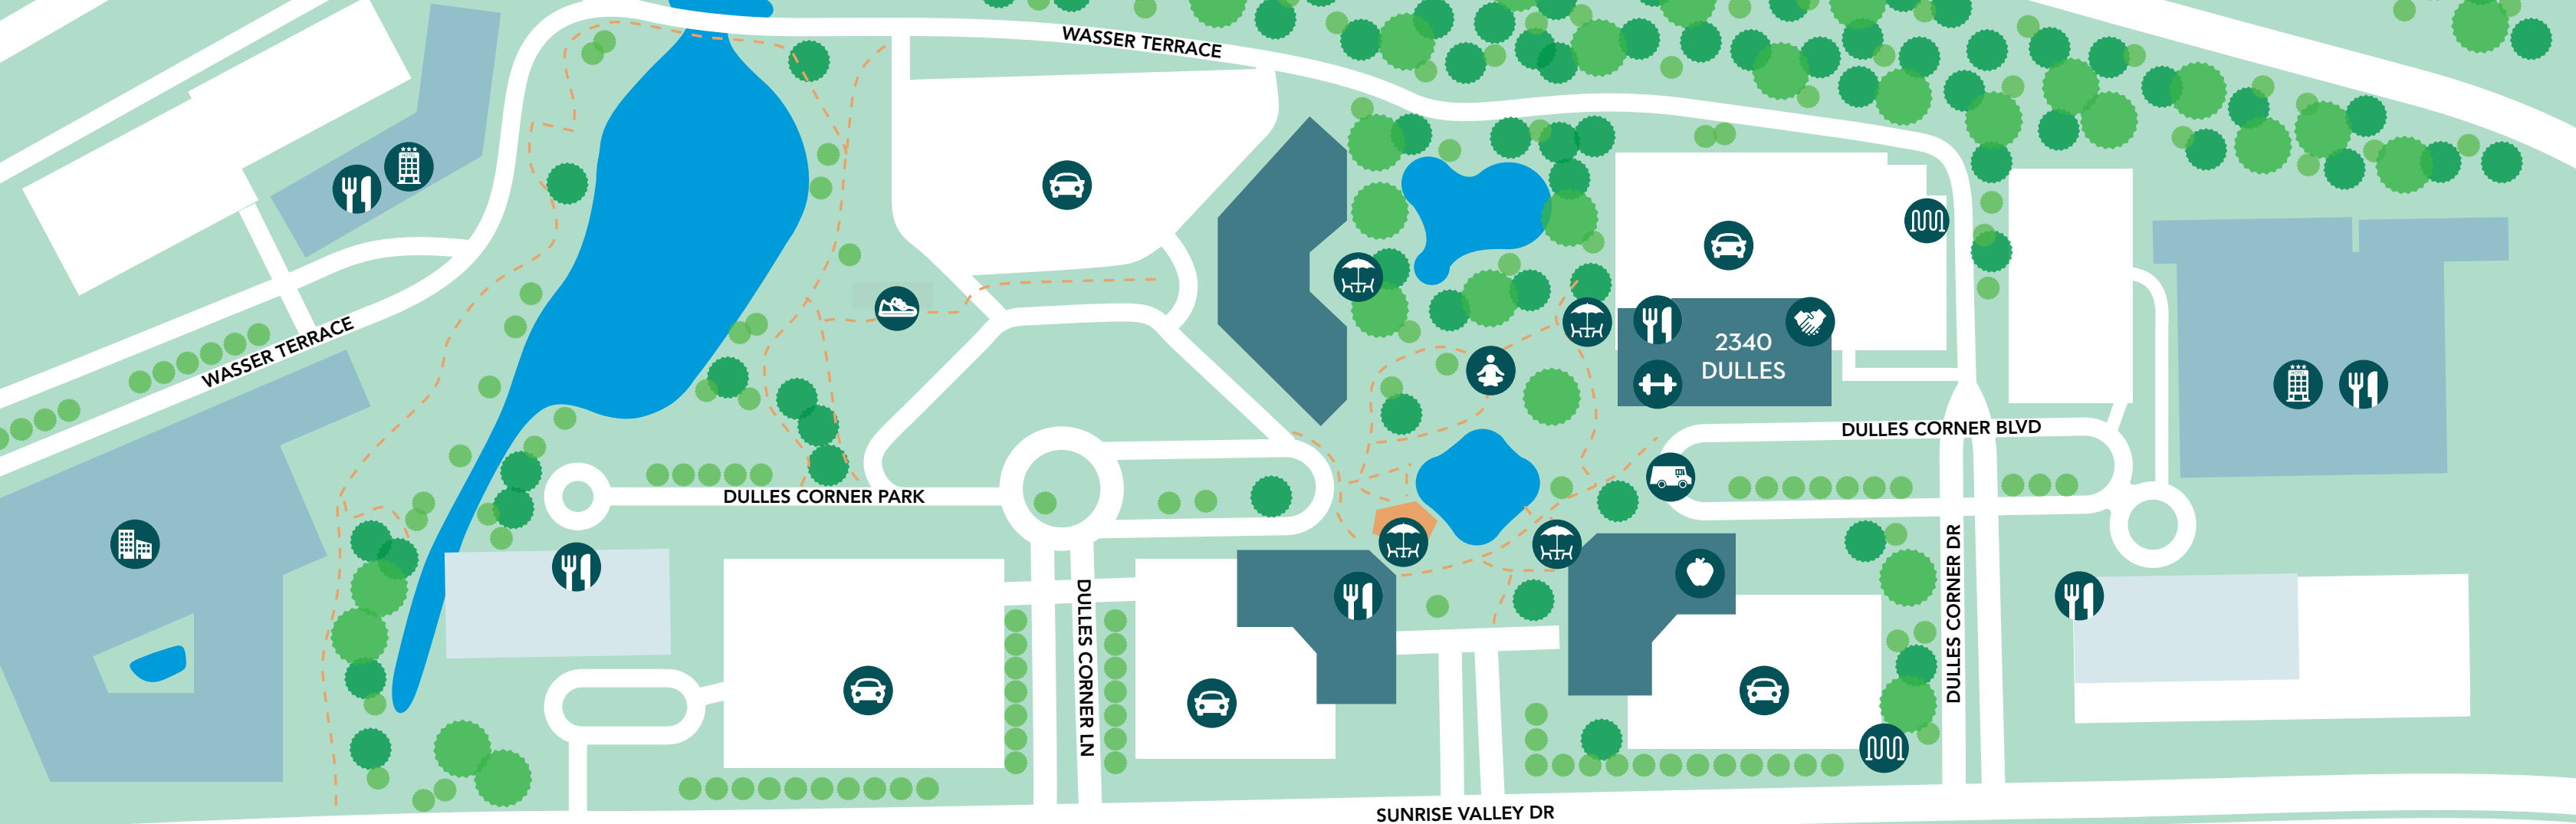 WASSER TERRACE
WASSER TERRACE
2340
DULLES
DULLES CORNER BLVD
DULLES CORNER PARK
DULLES CORNER DR
DULLES CORNER LN
SUNRISE VALLEY DR